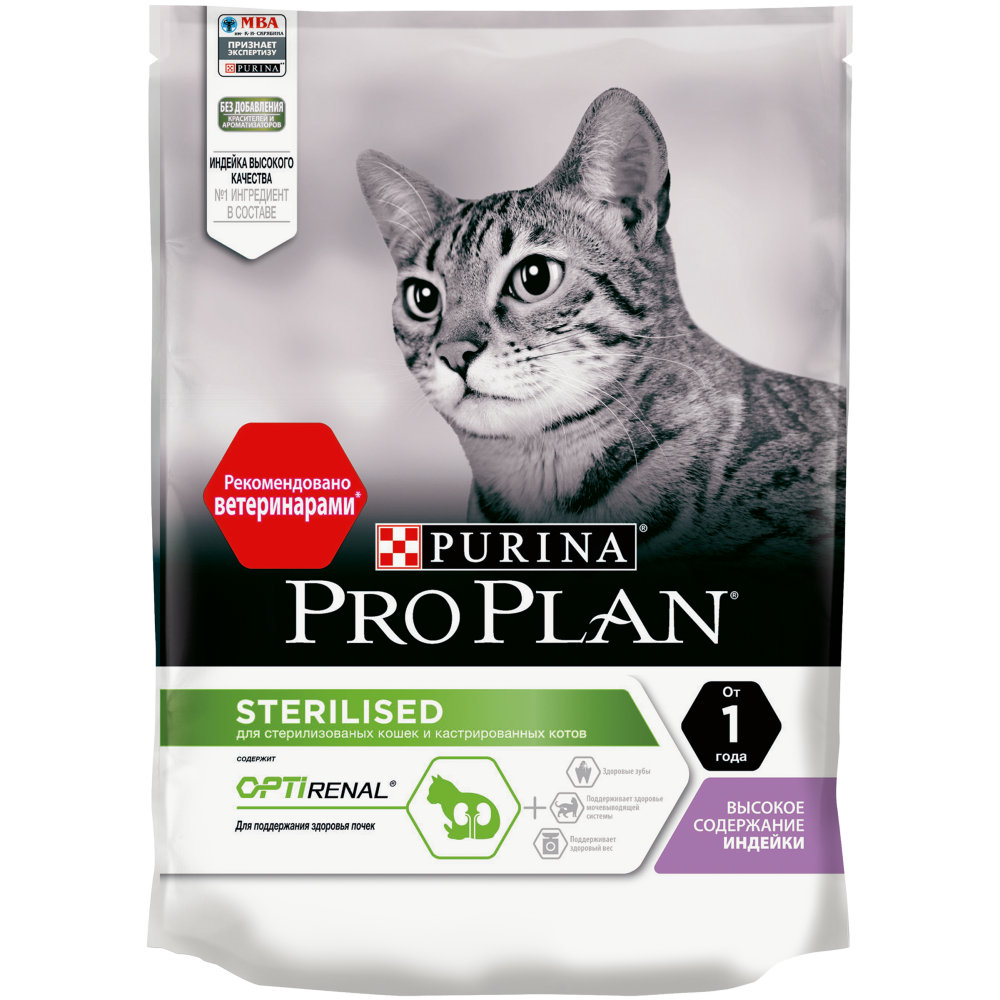 МВА
им. К·И·СКРЯБИНА
ПРИЗНАЕТ
ЭКСПЕРТИЗУ
PURINA
БЕЗ ДОБАВЛЕНИЯ
КРАСИТЕЛЕЙ И
АРОМАТИЗАТОРОВ
ИНДЕЙКА ВЫСОКОГО
КАЧЕСТВА
№1 ИНГРЕДИЕНТ
В СОСТАВЕ
Рекомендовано
ветеринарами*
PURINA®
PRO PLAN®
STERILISED
для стерилизованых кошек и кастрированных котов
От
1
года
СОДЕРЖИТ
OPTIRENAL®
Для поддержания здоровья почек
+
Здоровые зубы
Поддерживает здоровье
мочевыводящей
системы
Поддерживает
здоровый вес
ВЫСОКОЕ
СОДЕРЖАНИЕ
ИНДЕЙКИ